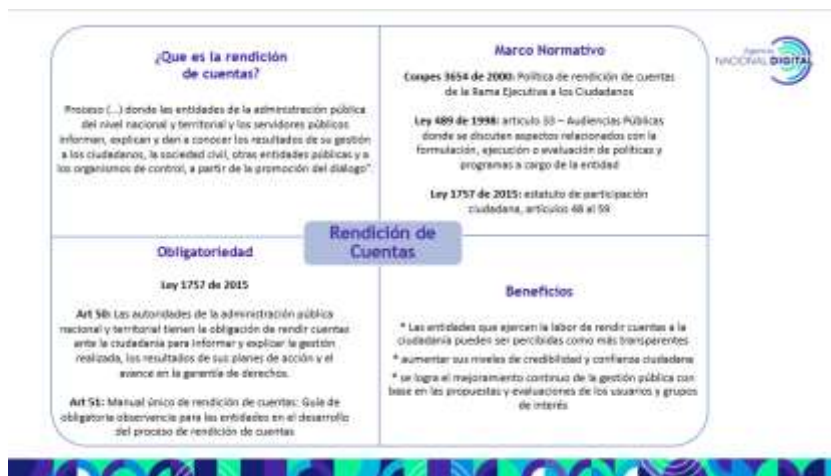 ¿Que es la rendición
de cuentas?
Proceso (...) donde las entidades de la administración pública
del nivel nacional y territorial y los servidores públicos
informan, explican y dan a conocer los resultados de su gestión
a los ciudadanos, la sociedad civil, otras entidades públicas y a
los organismos de control, a partir de la promoción del diálogo".
Marco Normativo
Conpes 3654 de 2000: Política de rendición de cuentas
de la Rama Ejecutiva a los Ciudadanos
Ley 489 de 1998: artículo 33 – Audiencias Públicas
donde se discuten aspectos relacionados con la
formulación, ejecución o evaluación de políticas y
programas a cargo de la entidad
Ley 1757 de 2015: estatuto de participación
ciudadana, artículos 48 al 59
Agencia
NACIONAL DIGITAL
Rendición de
Cuentas
Obligatoriedad
Ley 1757 de 2015
Art 50: Las autoridades de la administración pública
nacional y territorial tienen la obligación de rendir cuentas
ante la ciudadanía para informar y explicar la gestión
realizada, los resultados de sus planes de acción y el
avance en la garantía de derechos.
Art 51: Manual único de rendición de cuentas: Guía de
obligatoria observencia para las entidades en el desarrollo
del proceso de rendición de cuentas
Beneficios
* Las entidades que ejercen la labor de rendir cuentas a la
ciudadanía pueden ser percibidas como más transparentes
* aumentar sus niveles de credibilidad y confianza ciudadana
* se logra el mejoramiento continuo de la gestión pública con
base en las propuestas y evaluaciones de los usuarios y grupos
de interés